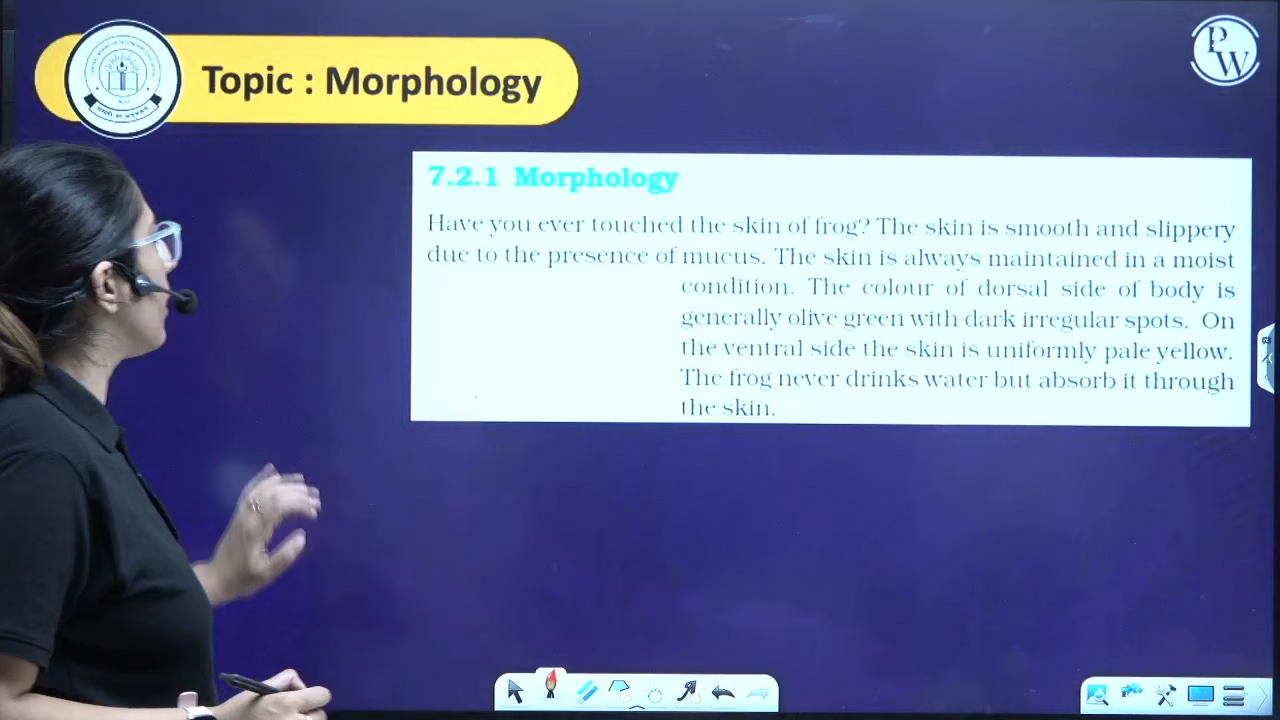 Topic : Morphology
PW
7.2.1 Morphology
Have you ever touched the skin of frog? The skin is smooth and slippery
due to the presence of mucus. The skin is always maintained in a moist
condition. The colour of dorsal side of body is
generally olive green with dark irregular spots. On
the ventral side the skin is uniformly pale yellow.
The frog never drinks water but absorb it through
the skin.